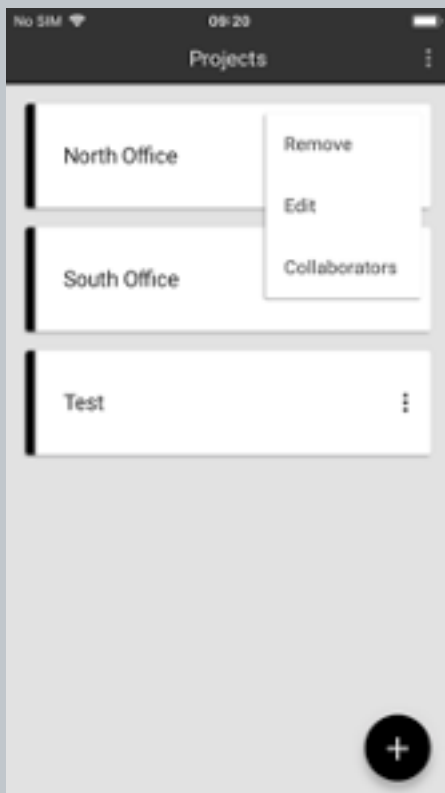 No SIM 09:20
Projects
North Office
Remove
Edit
South Office
Collaborators
Test